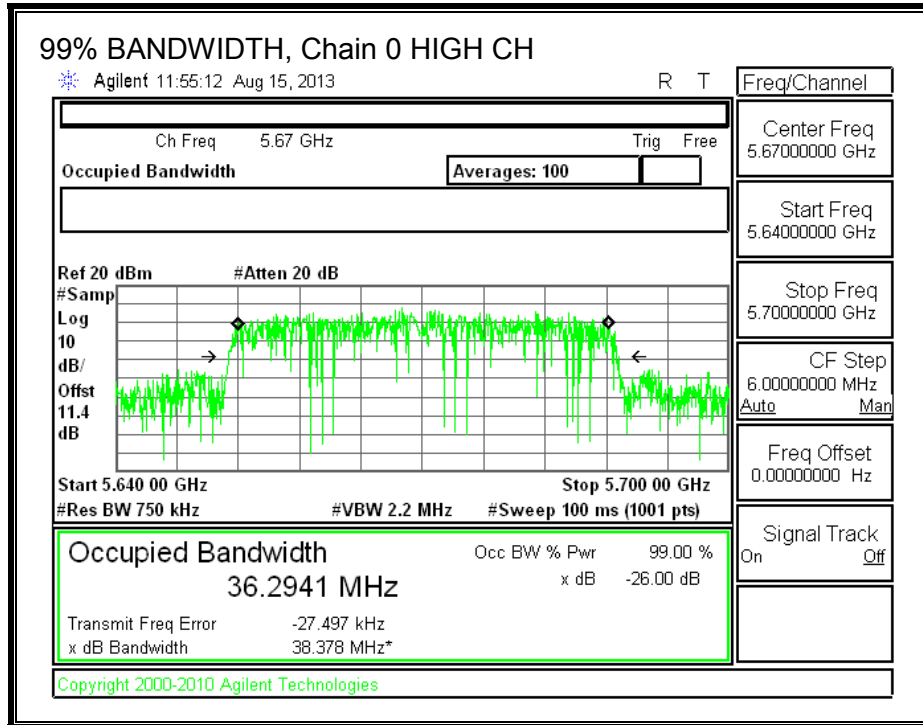 99% BANDWIDTH, Chain 0 HIGH CH
Agilent 11:55:12 Aug 15, 2013 R T
Freq/Channel
Ch Freq 5.67 GHz Trig Free
Occupied Bandwidth Averages: 100
Center Freq
5.67000000 GHz
Start Freq
5.64000000 GHz
Stop Freq
5.70000000 GHz
CF Step
6.00000000 MHz
Auto Man
Freq Offset
0.00000000 Hz
Signal Track
On Off
Ref 20 dBm #Atten 20 dB
#Samp
Log
10
dB/
Offst
11.4
dB
Start 5.640 00 GHz Stop 5.700 00 GHz
#Res BW 750 kHz #VBW 2.2 MHz #Sweep 100 ms (1001 pts)
Occupied Bandwidth Occ BW % Pwr 99.00 %
36.2941 MHz x dB -26.00 dB
Transmit Freq Error -27.497 kHz
x dB Bandwidth 38.378 MHz*
Copyright 2000-2010 Agilent Technologies